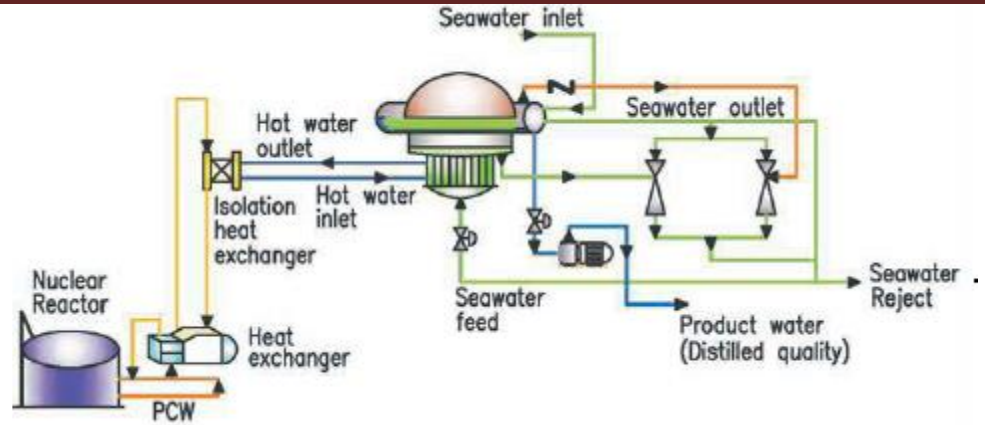 Seawater inlet
Seawater outlet
Hot water
outlet
Hot water
inlet
Isolation
heat
exchanger
Nuclear
Reactor
Heat
exchanger
PCW
Seawater
feed
Product water
(Distilled quality)
Seawater
Reject